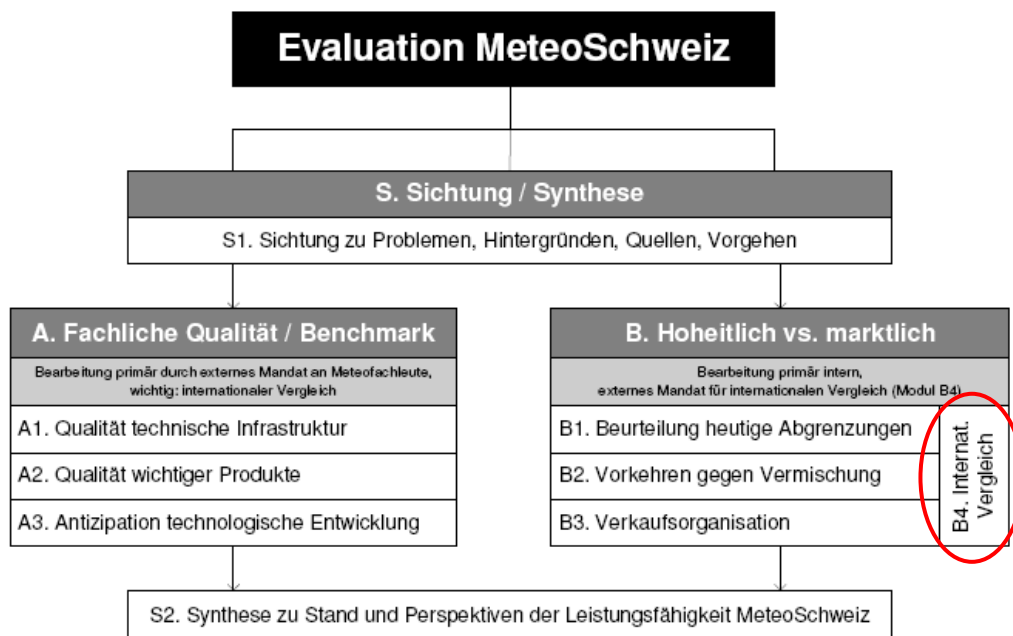 Evaluation MeteoSchweiz
S. Sichtung / Synthese
S1. Sichtung zu Problemen, Hintergründen, Quellen, Vorgehen
A. Fachliche Qualität / Benchmark
Bearbeitung primär durch externes Mandat an Meteofachleute,
wichtig: internationaler Vergleich
A1. Qualität technische Infrastruktur
A2. Qualität wichtiger Produkte
A3. Antizipation technologische Entwicklung
B. Hoheitlich vs. marktlich
Bearbeitung primär intern,
externes Mandat für internationalen Vergleich (Modul B4)
B1. Beurteilung heutige Abgrenzungen
B2. Vorkehren gegen Vermischung
B3. Verkaufsorganisation
B4. Internat.
Vergleich
S2. Synthese zu Stand und Perspektiven der Leistungsfähigkeit MeteoSchweiz